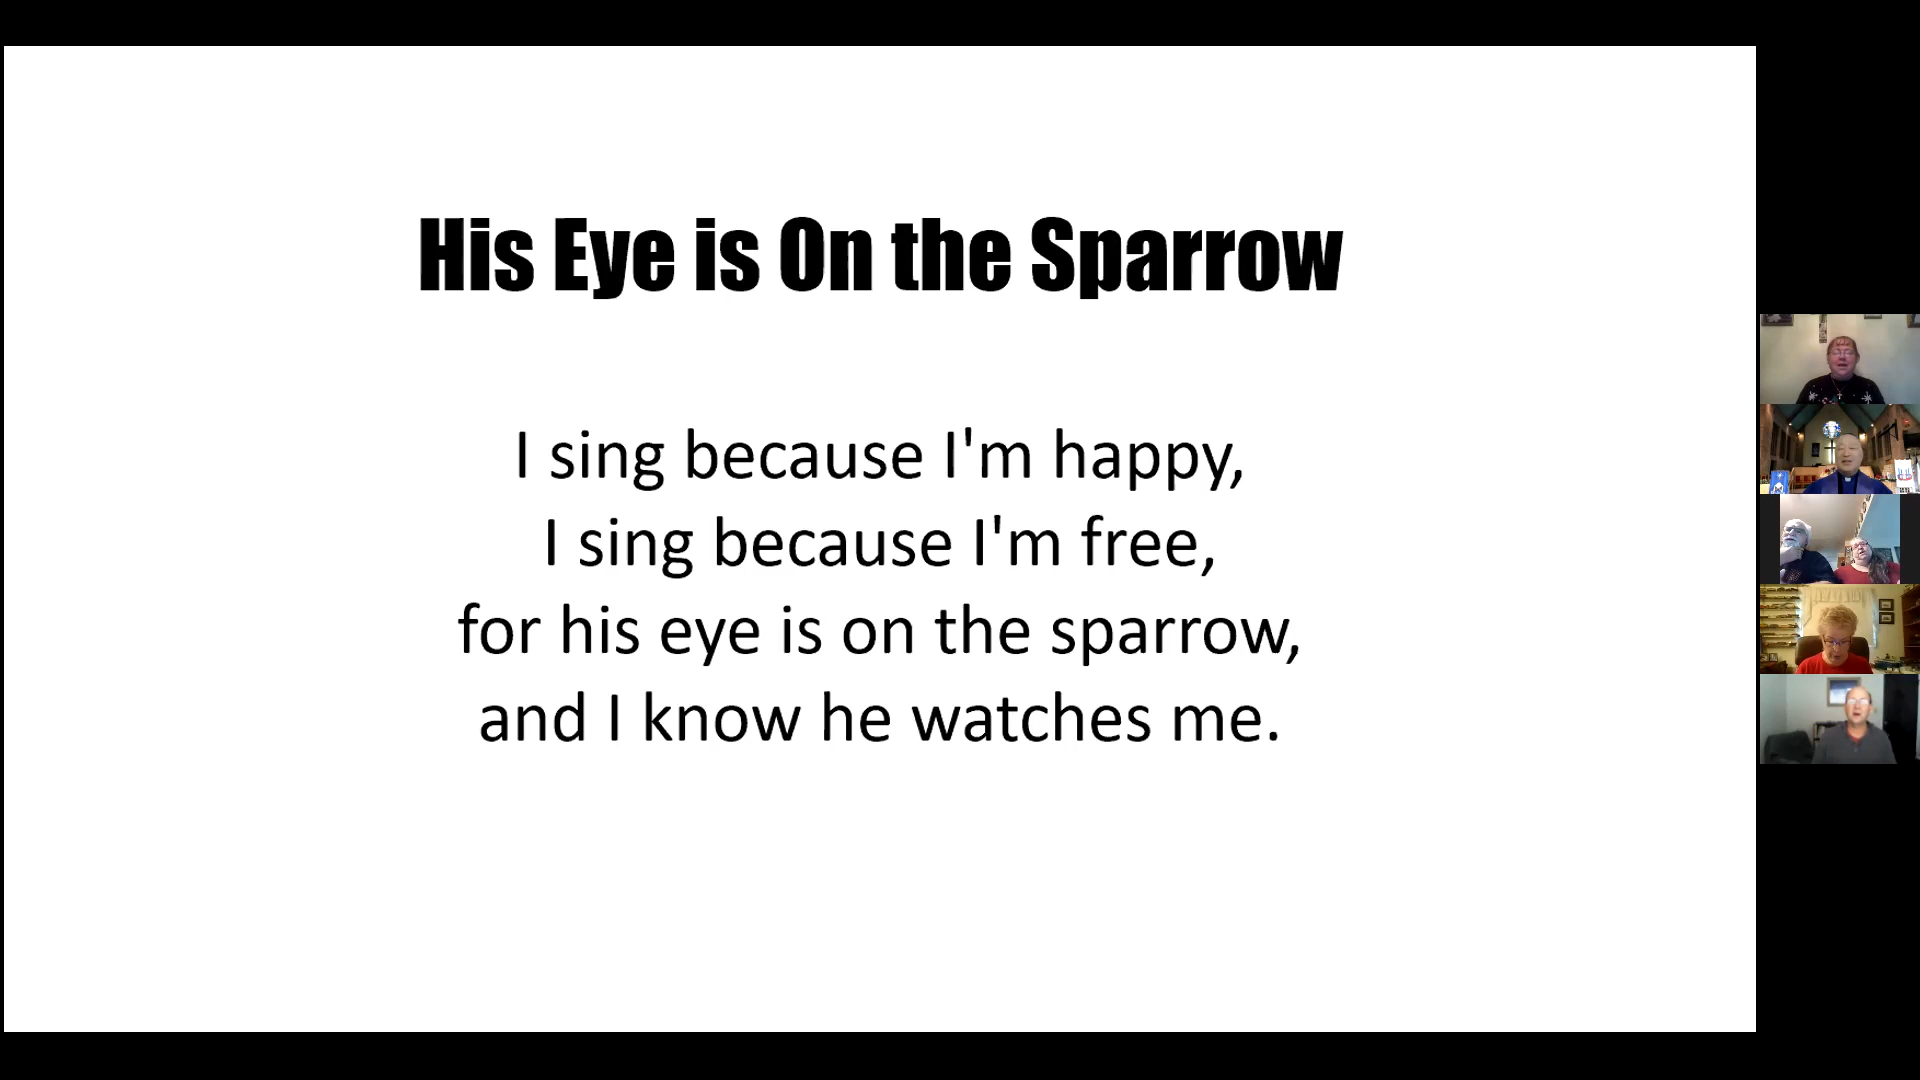 His Eye is On the Sparrow
I sing because I'm happy,
I sing because I'm free,
for his eye is on the sparrow,
and I know he watches me.